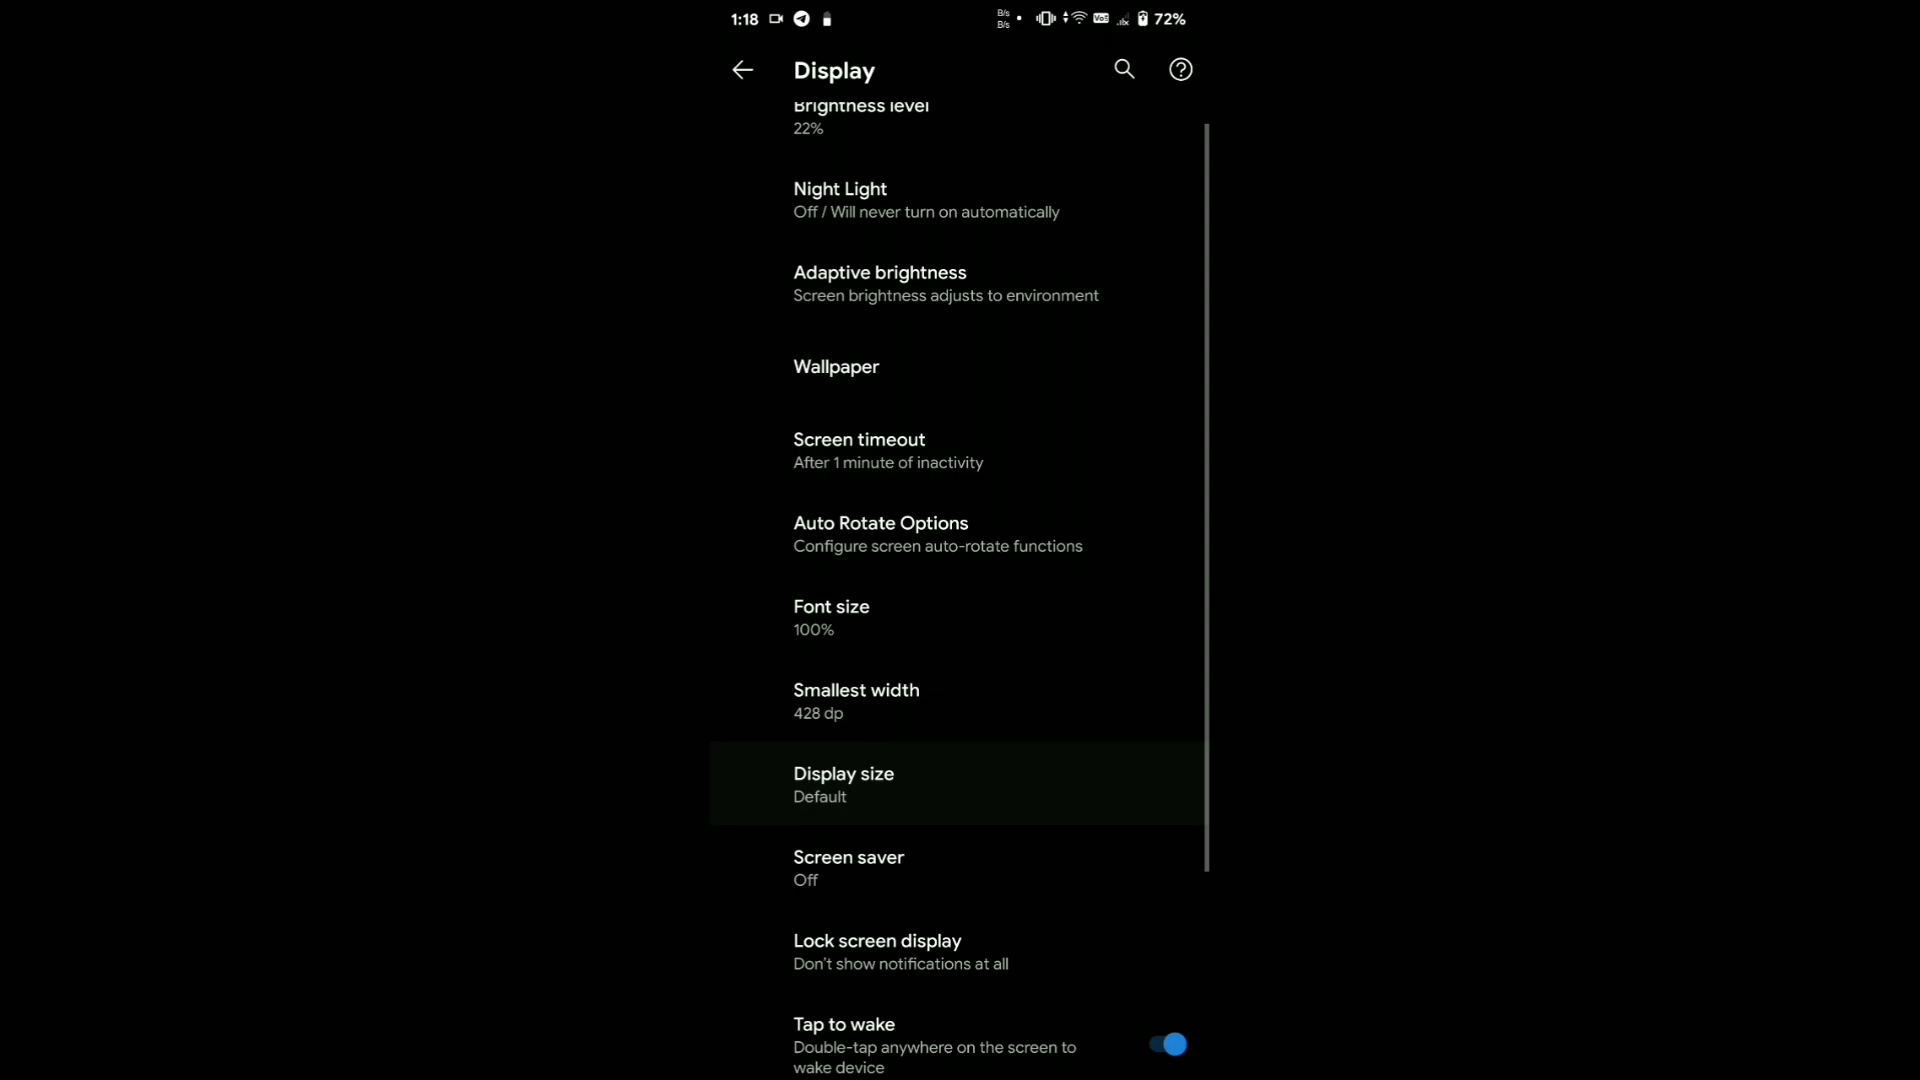 1:18
B/s
B/s
Vo
72%
Display
Brightness level
22%
Night Light
Off / Will never turn on automatically
Adaptive brightness
Screen brightness adjusts to environment
Wallpaper
Screen timeout
After 1 minute of inactivity
Auto Rotate Options
Configure screen auto-rotate functions
Font size
100%
Smallest width
428 dp
Display size
Default
Screen saver
Off
Lock screen display
Don't show notifications at all
Tap to wake
Double-tap anywhere on the screen to
wake device